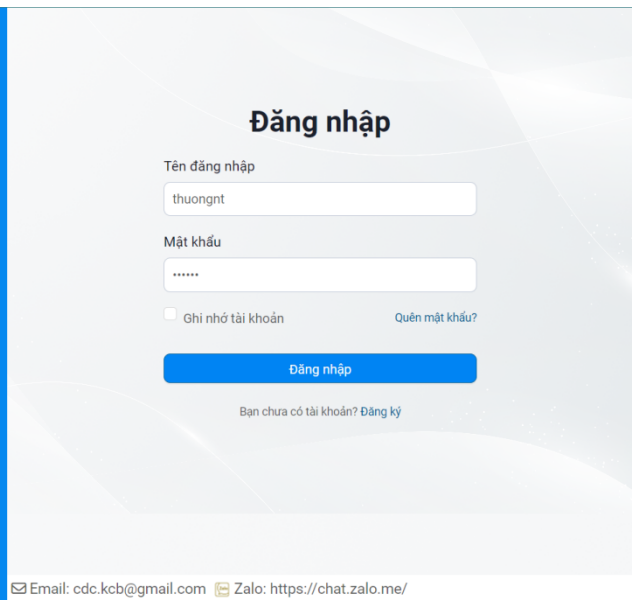 Đăng nhập
Tên đăng nhập
thuongnt
Mật khẩu
••••••
Ghi nhớ tài khoản Quên mật khẩu?
Đăng nhập
Bạn chưa có tài khoản? Đăng ký
Email: cdc.kcb@gmail.com Zalo: https://chat.zalo.me/